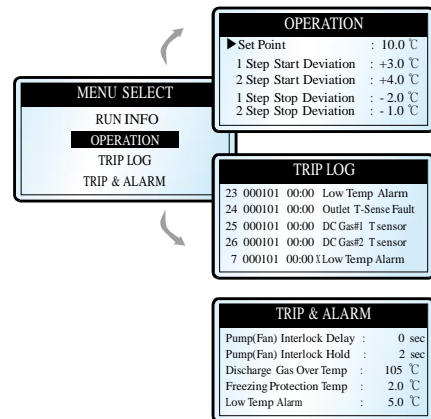 OPERATION
▶Set Point : 10.0 ℃
1 Step Start Deviation : +3.0 ℃
2 Step Start Deviation : +4.0 ℃
1 Step Stop Deviation : - 2.0 ℃
2 Step Stop Deviation : - 1.0 ℃
MENU SELECT
RUN INFO
OPERATION
TRIP LOG
TRIP & ALARM
TRIP LOG
23 000101 00:00 Low Temp Alarm
24 000101 00:00 Outlet T-Sense Fault
25 000101 00:00 DC Gas#1 T sensor
26 000101 00:00 DC Gas#2 T sensor
7 000101 00:00 Low Temp Alarm
TRIP & ALARM
Pump(Fan) Interlock Delay : 0 sec
Pump(Fan) Interlock Hold : 2 sec
Discharge Gas Over Temp : 105 ℃
Freezing Protection Temp : 2.0 ℃
Low Temp Alarm : 5.0 ℃